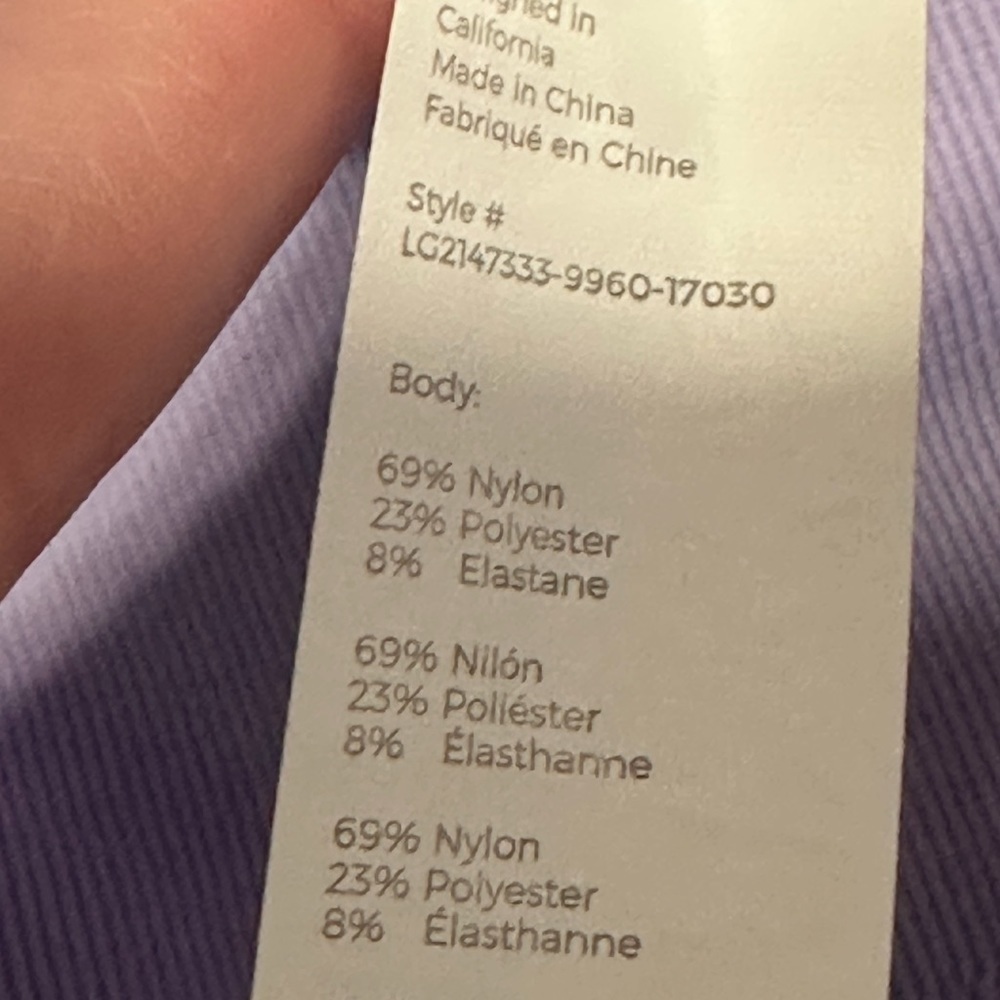 in
California
Made in China
Fabriqué en Chine
Style #
LG2147333-9960-17030
Body:
69% Nylon
23% Polyester
8% Elastane
69% Nilón
23% Poliéster
8% Élasthanne
69% Nylon
23% Polyester
8% Élasthanne